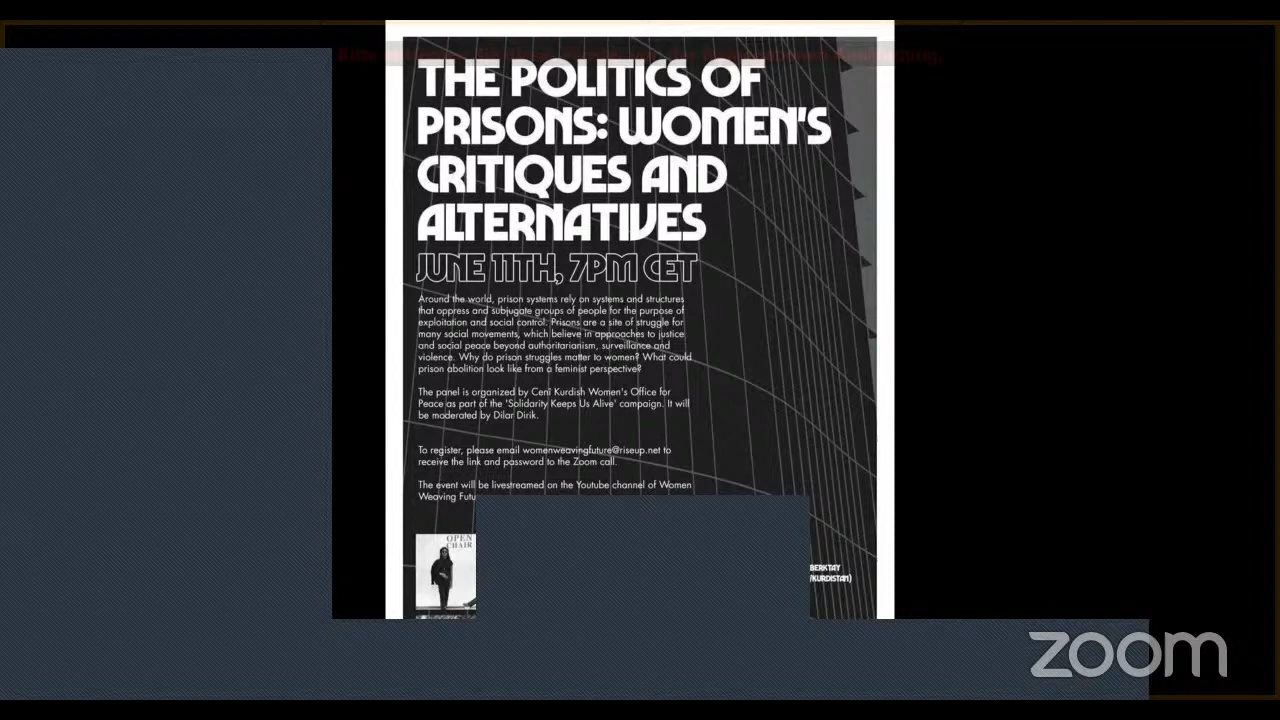 THE POLITICS OF
PRISONS: WOMEN'S
CRITIQUES AND
ALTERNATIVES
JUNE 11TH, 7PM CET
Around the world, prison systems rely on systems and structures
that oppress and subjugate groups of people for the purpose of
exploitation and social control. Prisons are a site of struggle for
many social movements, which believe in approaches to justice
and social peace beyond authoritarianism, surveillance and
violence. Why do prison struggles matter to women? What could
prison abolition look like from a feminist perspective?
The panel is organized by Cenî Kurdish Women's Office for
Peace as part of the 'Solidarity Keeps Us Alive' campaign. It will
be moderated by Dilar Dirik.
To register, please email womenweavingfuture@riseup.net to
receive the link and password to the Zoom call.
The event will be livestreamed on the Youtube channel of Women
Weaving Futu
OPEN
CHAIR
BERKTAY
/KURDISTAN)
zoom